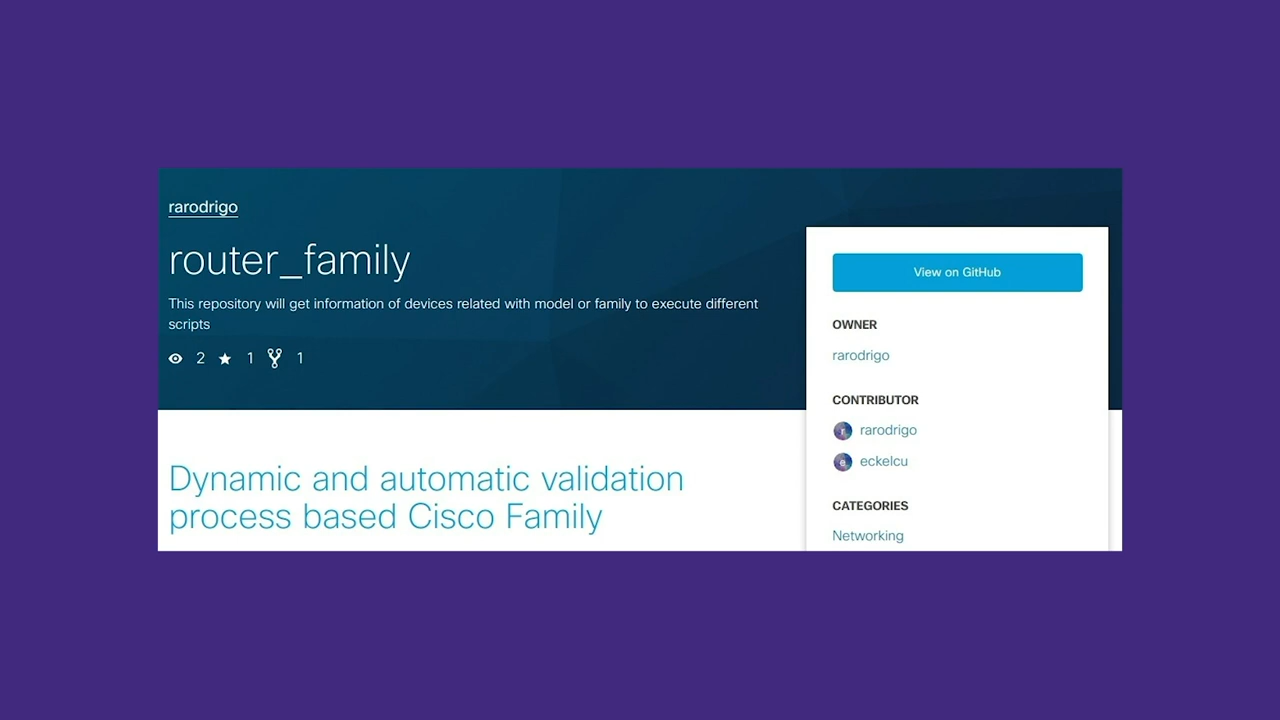 rarodrigo
router_family
This repository will get information of devices related with model or family to execute different
scripts
2 1 1
Dynamic and automatic validation
process based Cisco Family
View on GitHub
OWNER
rarodrigo
CONTRIBUTOR
r rarodrigo
e eckelcu
CATEGORIES
Networking